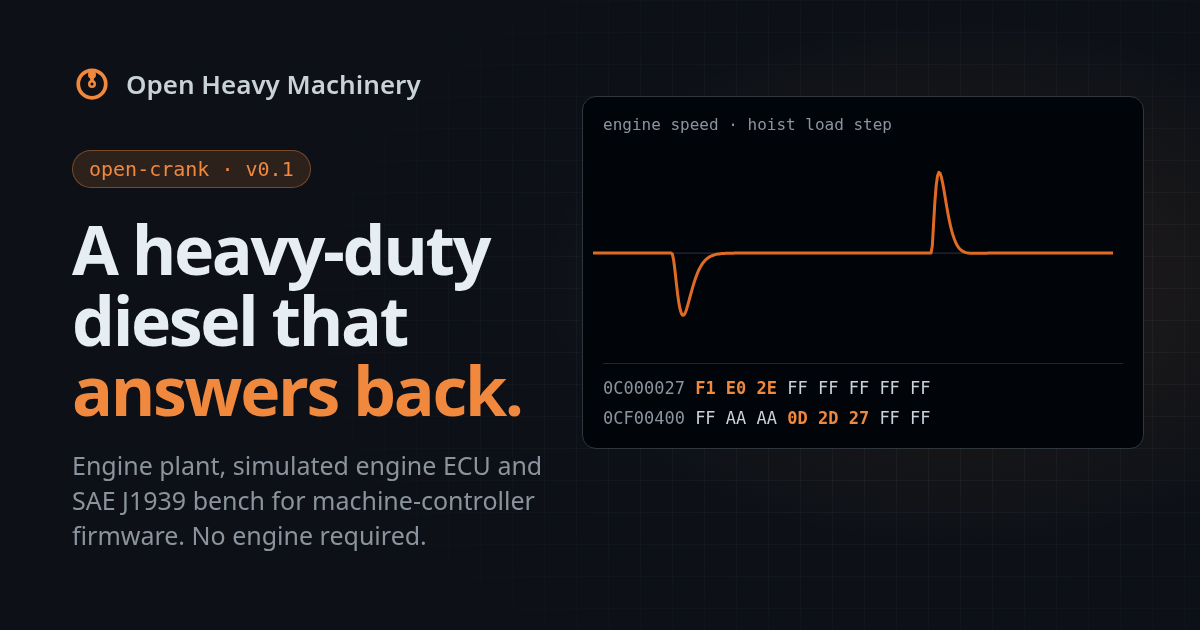 Open Heavy Machinery
open-crank · v0.1
A heavy-duty
diesel that
answers back.
Engine plant, simulated engine ECU and
SAE J1939 bench for machine-controller
firmware. No engine required.
engine speed · hoist load step
0C000027 F1 E0 2E FF FF FF FF FF
0CF00400 FF AA AA 0D 2D 27 FF FF